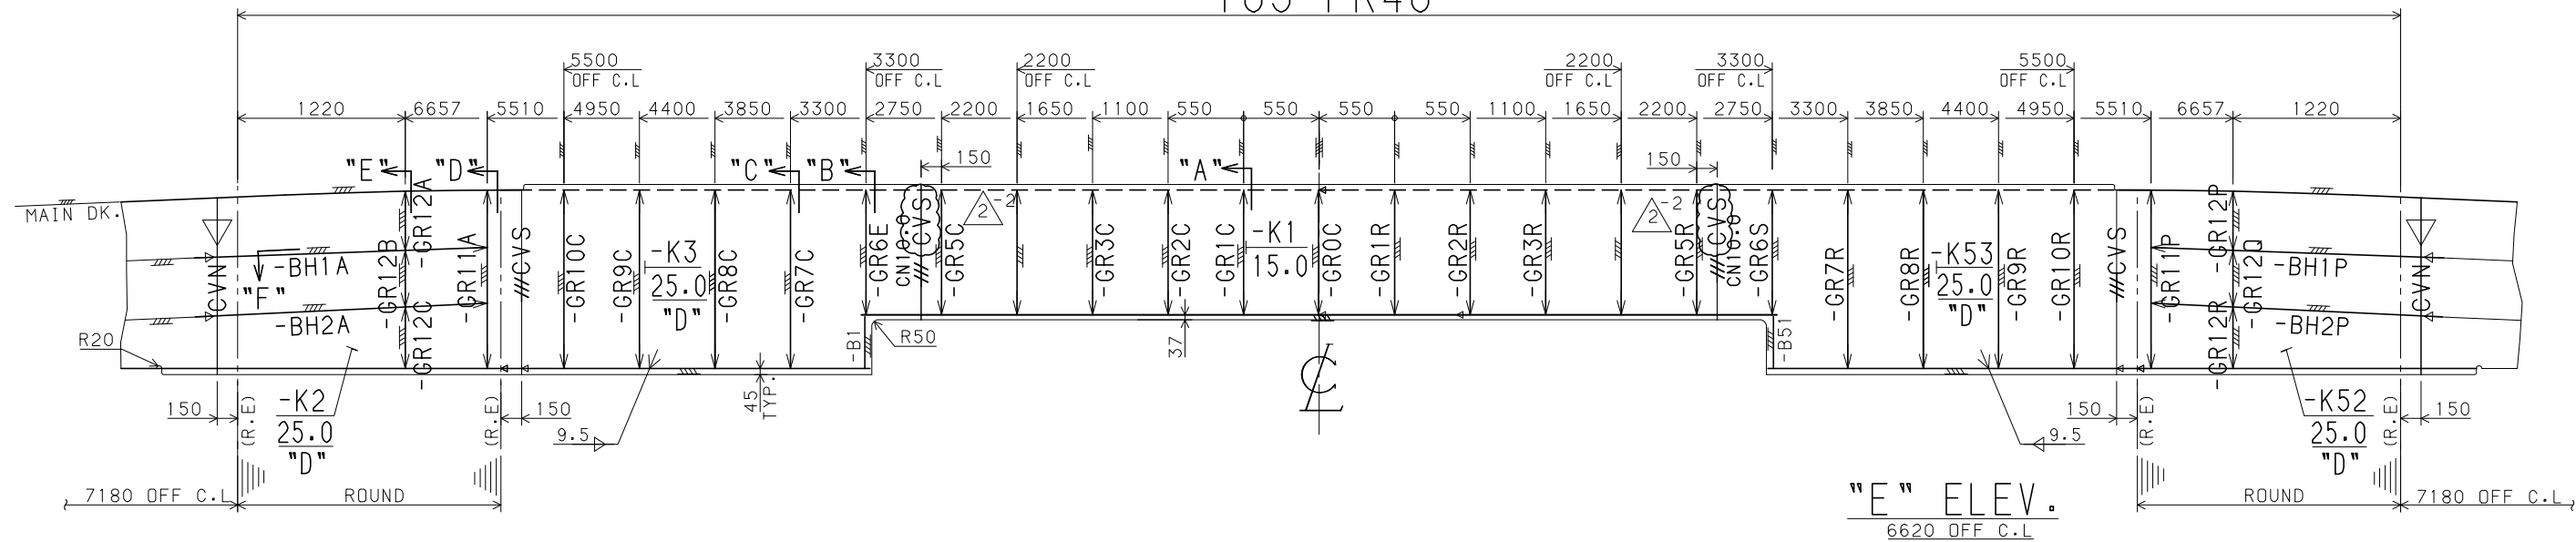 5500
OFF C.L
3300
OFF C.L
2200
OFF C.L
2200
OFF C.L
3300
OFF C.L
5500
OFF C.L
1220 6657 5510 4950 4400 3850 3300 2750 2200 1650 1100 550 550 550 550 1100 1650 2200 2750 3300 3850 4400 4950 5510 6657 1220
150
150
"E" "D" "C" "B" "A"
MAIN DK.
2 -2
2 -2
CVN
-BH1A
"F"
-BH2A
-GR12B
-GR12A
-GR12C
-GR11A
CVS
-GR10C
-GR9C
-K3
25.0
"D"
-GR8C
-GR7C
-B1
-GR6E
CN10.0
CVS
-GR5C
-GR3C
-GR2C
-GR1C
-K1
15.0
-GR0C
-GR1R
-GR2R
-GR3R
-GR5R
CVS
CN10.0
-GR6S
-B51
-GR7R
-GR8R
-K53
25.0
"D"
-GR9R
-GR10R
CVS
-GR11P
-GR12P
-GR12R
-GR12Q
-BH1P
-BH2P
CVN
R20
R50
37
45
TYP.
150
(R.E)
-K2
25.0
"D"
(R.E)
150
9.5
150
(R.E)
9.5
-K52
25.0
"D"
(R.E)
150
7180 OFF C.L
ROUND
ROUND
7180 OFF C.L
"E" ELEV.
6620 OFF C.L